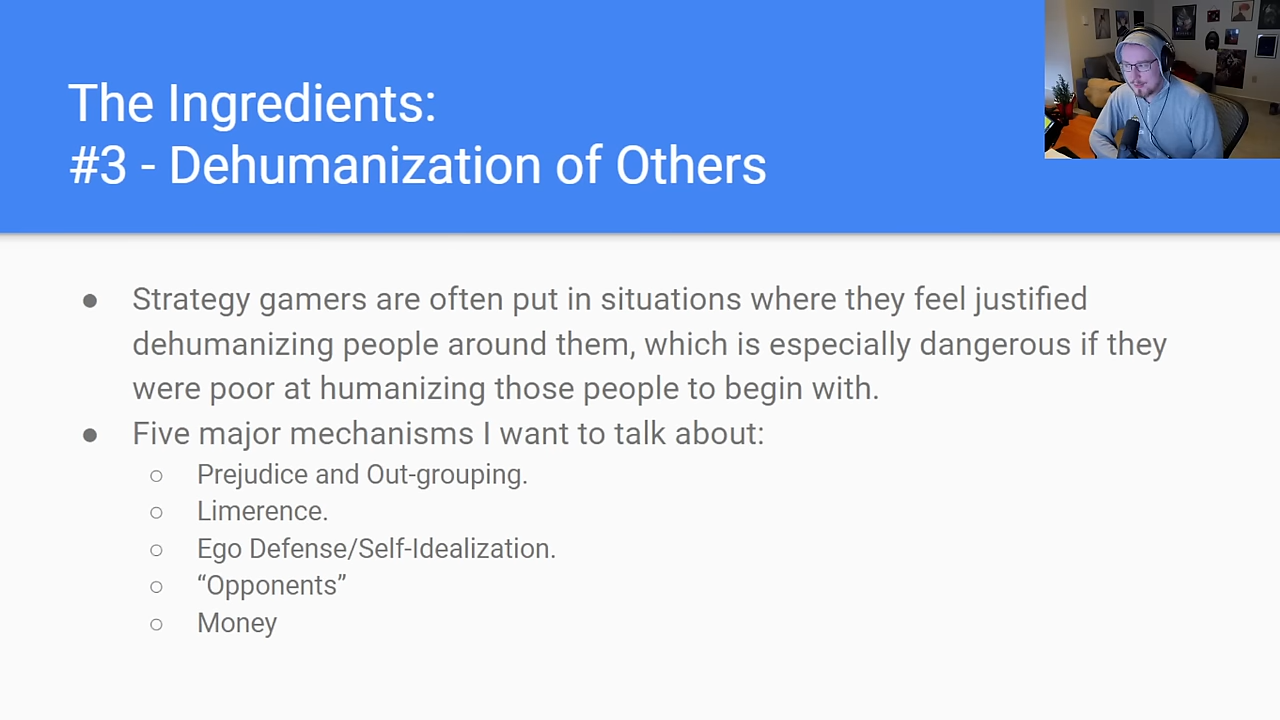 The Ingredients:
#3 - Dehumanization of Others
● Strategy gamers are often put in situations where they feel justified
dehumanizing people around them, which is especially dangerous if they
were poor at humanizing those people to begin with.
● Five major mechanisms I want to talk about:
○ Prejudice and Out-grouping.
○ Limerence.
○ Ego Defense/Self-Idealization.
○ “Opponents”
○ Money